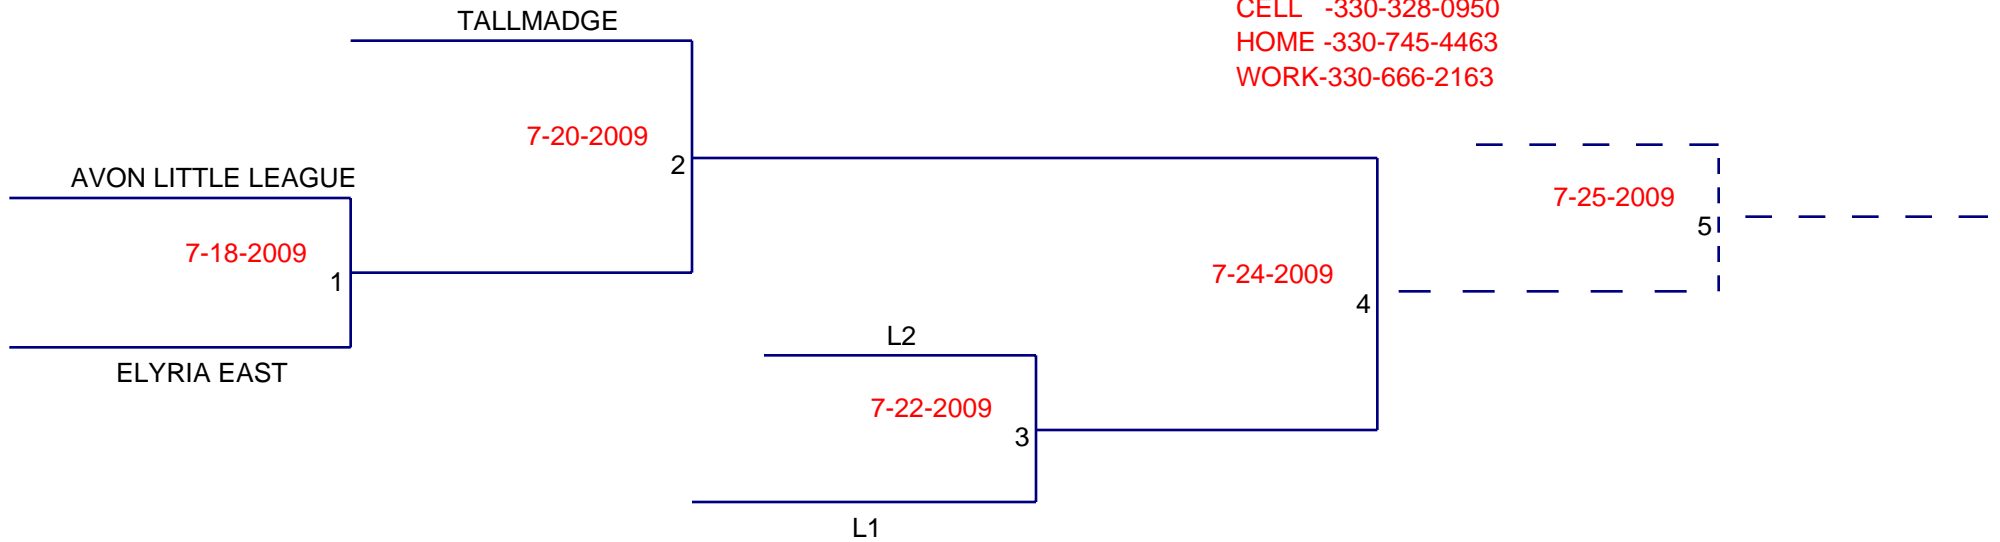 CELL -330-328-0950
TALLMADGE
HOME -330-745-4463
WORK-330-666-2163
7-20-2009
2
AVON LITTLE LEAGUE
7-25-2009
5
7-18-2009
1
7-24-2009
4
L2
ELYRIA EAST
7-22-2009
3
L1